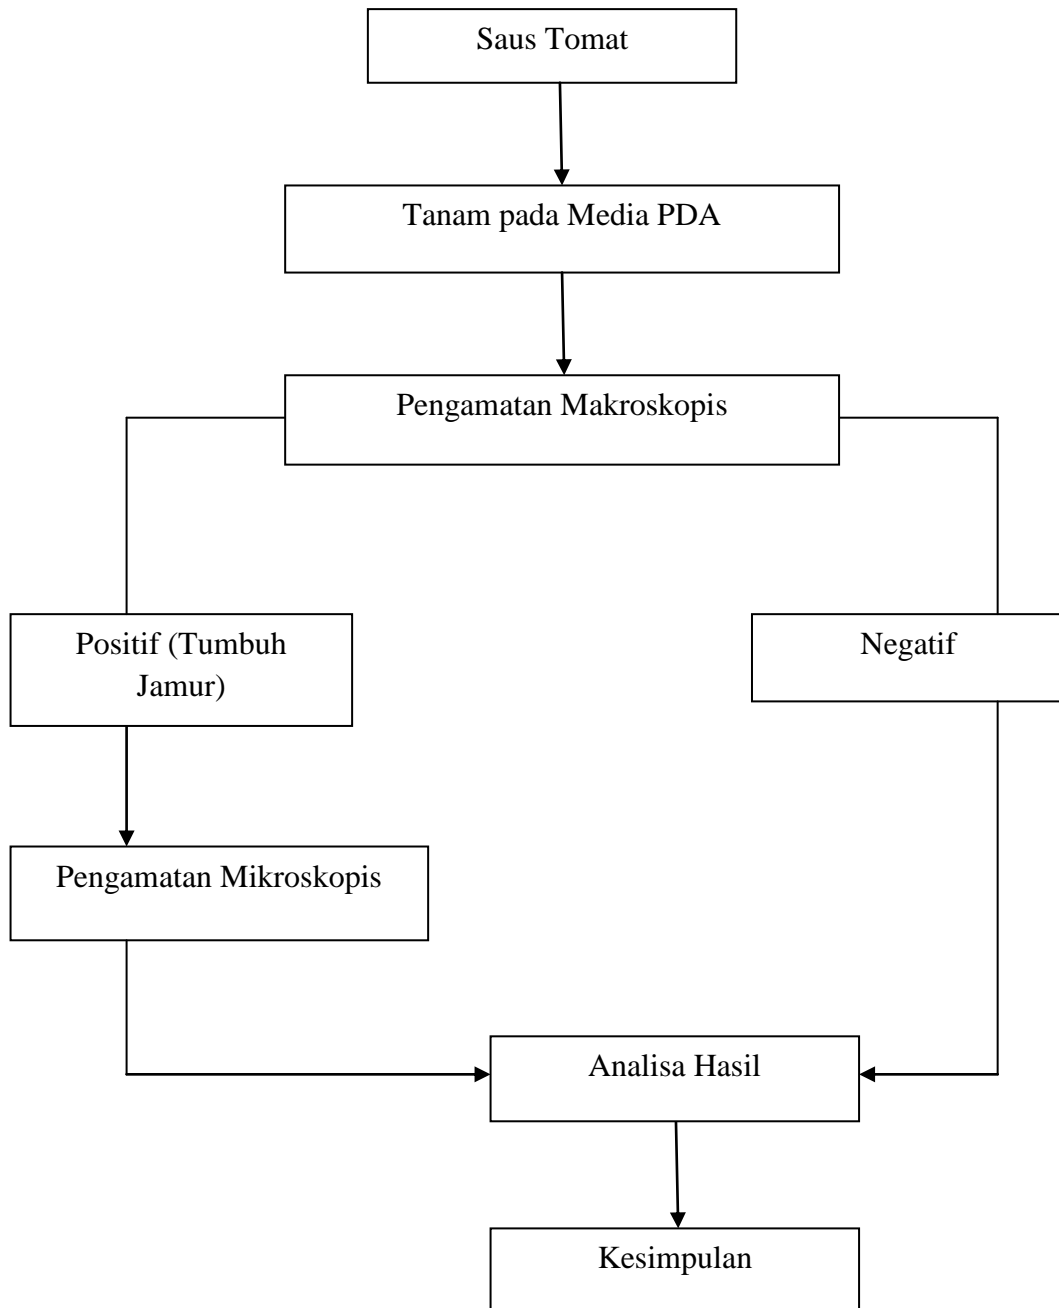 Saus Tomat
Tanam pada Media PDA
Pengamatan Makroskopis
Positif (Tumbuh
Jamur)
Negatif
Pengamatan Mikroskopis
Analisa Hasil
Kesimpulan